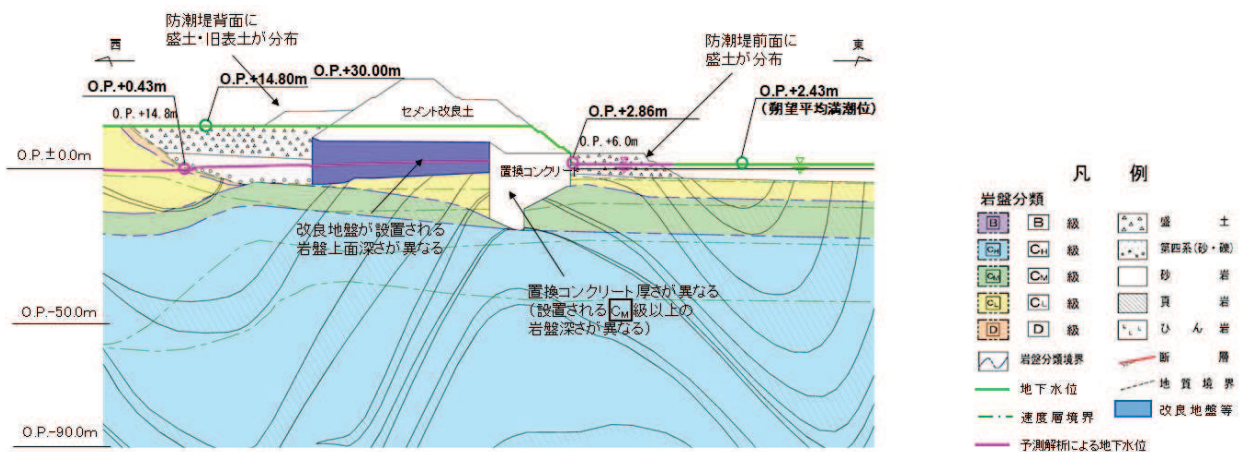 防潮堤背面に
盛土・旧表土が分布
防潮堤前面に
盛土が分布
西
東
O.P.+0.43m
O.P.+14.80m
O.P.+30.00m
O.P.+2.43m
(朔望平均満潮位)
O.P.+14.8m
セメント改良土
O.P.+2.86m
O.P.+6.0m
O.P.±0.0m
置換コンクリート
改良地盤が設置される
岩盤上面深さが異なる
置換コンクリート厚さが異なる
(設置されるCM級以上の
岩盤深さが異なる)
O.P.-50.0m
O.P.-90.0m
凡 例
岩盤分類
B B 級 盛 土
CH CH 級 第四系(砂・礫)
CM CM 級 砂 岩
CL CL 級 頁 岩
D D 級 ひ ん 岩
岩盤分類境界 断 層
地下水位 地 質 境 界
速度層境界 改良地盤等
予測解析による地下水位